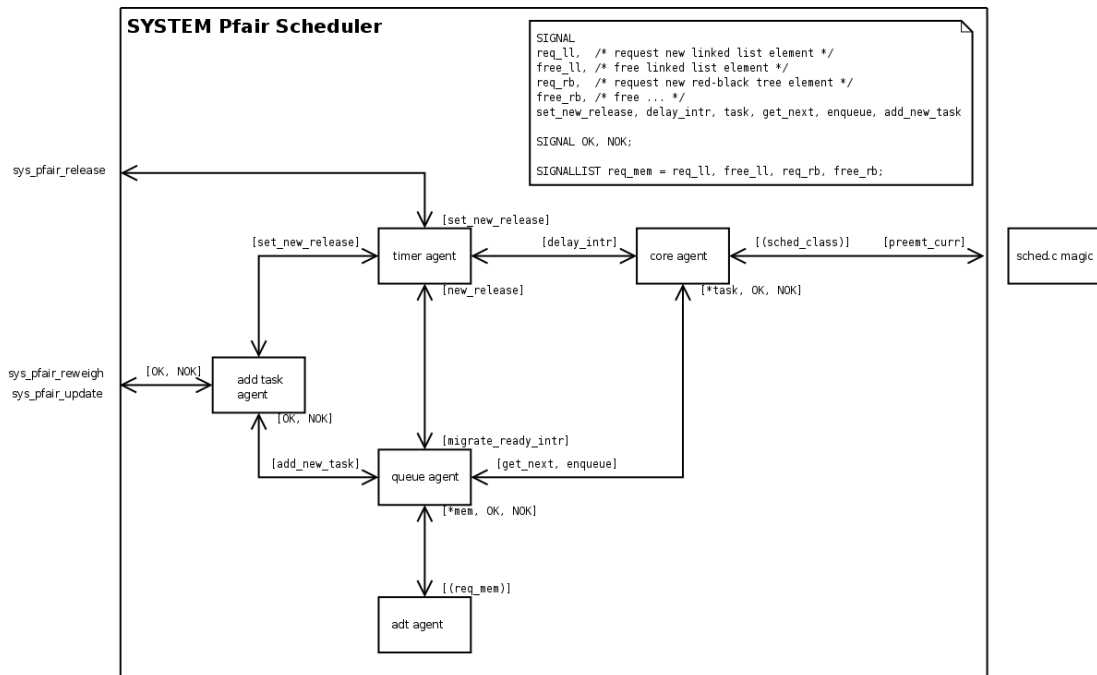 SYSTEM Pfair Scheduler
SIGNAL
req_ll,  /* request new linked list element */
free_ll, /* free linked list element */
req_rb,  /* request new red-black tree element */
free_rb, /* free ... */
set_new_release, delay_intr, task, get_next, enqueue, add_new_task
SIGNAL OK, NOK;
SIGNALLIST req_mem = req_ll, free_ll, req_rb, free_rb;
sys_pfair_release
[set_new_release]
[set_new_release]
[delay_intr]
[(sched_class)]
[preemt_curr]
timer agent
core agent
sched.c magic
[new_release]
[*task, OK, NOK]
sys_pfair_reweigh
sys_pfair_update
[OK, NOK]
add task
agent
[OK, NOK]
[migrate_ready_intr]
[add_new_task]
[get_next, enqueue]
queue agent
[*mem, OK, NOK]
[(req_mem)]
adt agent